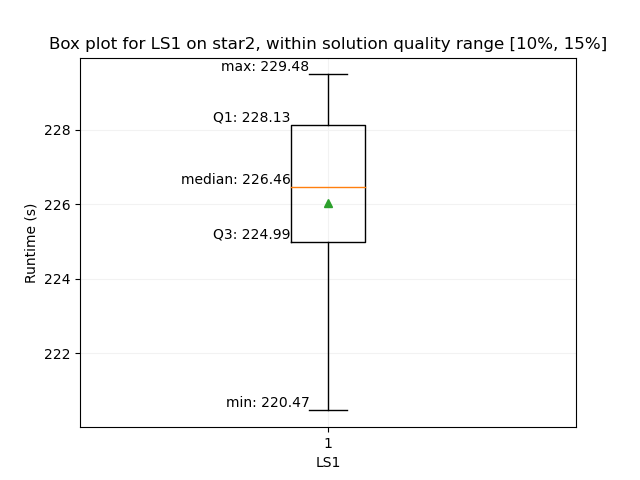 Box plot for LS1 on star2, within solution quality range [10%, 15%]
max: 229.48
Q1: 228.13
228
median: 226.46
226
Q3: 224.99
Runtime (s)
224
222
min: 220.47
1
LS1